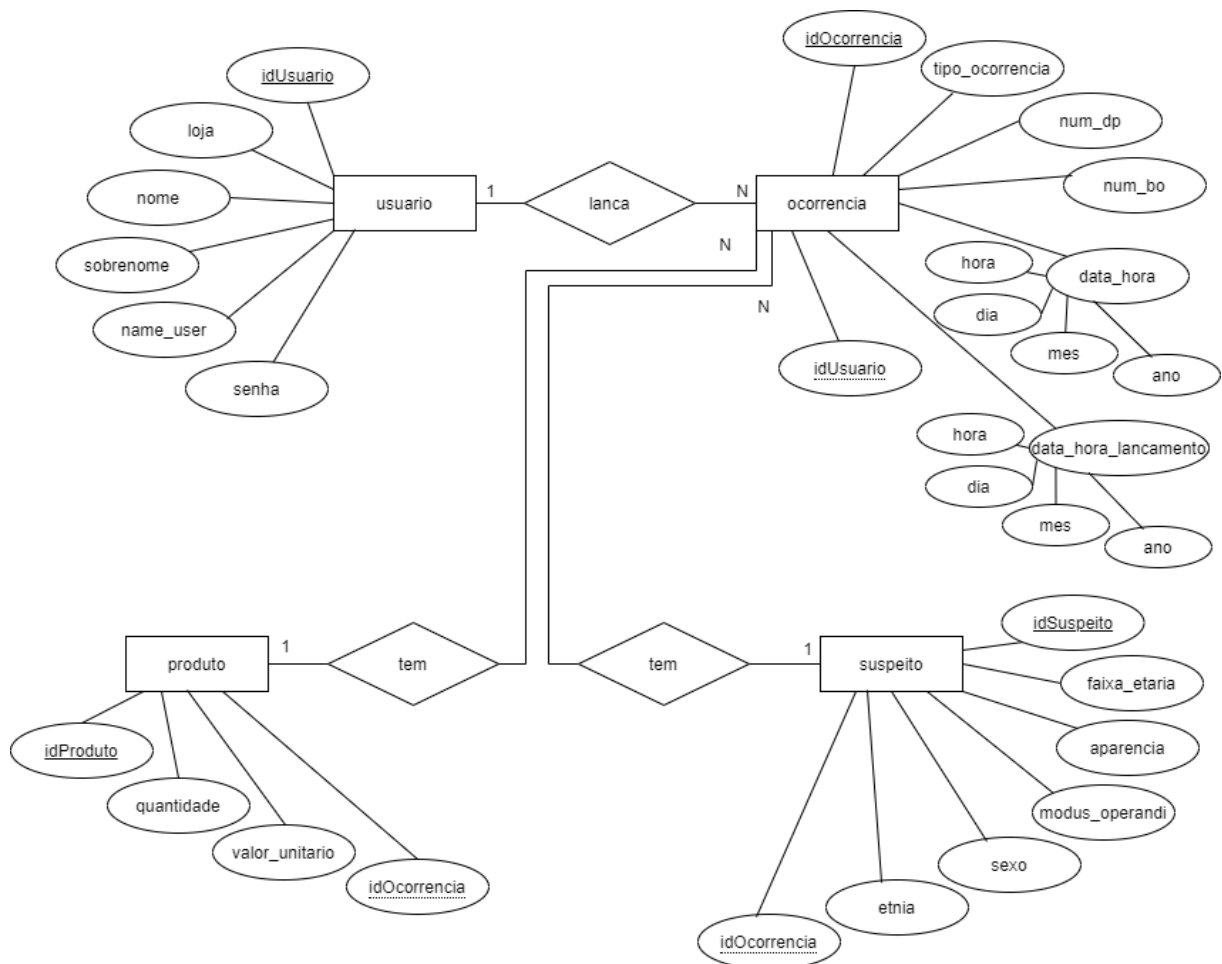 idOcorrencia
tipo_ocorrencia
idUsuario
loja
num_dp
nome
num_bo
usuario
1
lanca
N
ocorrencia
sobrenome
N
hora
data_hora
name_user
N
dia
mes
ano
senha
idUsuario
hora
data_hora_lancamento
dia
mes
ano
idSuspeito
produto
1
tem
tem
1
suspeito
faixa_etaria
idProduto
aparencia
quantidade
modus_operandi
valor_unitario
sexo
idOcorrencia
etnia
idOcorrencia